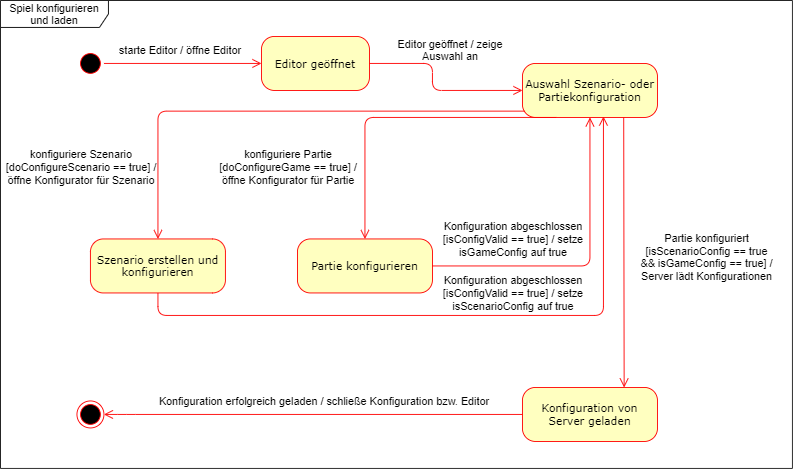 Spiel konfigurieren
und laden
starte Editor / öffne Editor
Editor geöffnet
Editor geöffnet / zeige
Auswahl an
Auswahl Szenario- oder
Partiekonfiguration
konfiguriere Szenario
[doConfigureScenario == true] /
öffne Konfigurator für Szenario
konfiguriere Partie
[doConfigureGame == true] /
öffne Konfigurator für Partie
Szenario erstellen und
konfigurieren
Partie konfigurieren
Konfiguration abgeschlossen
[isConfigValid == true] / setze
isGameConfig auf true
Konfiguration abgeschlossen
[isConfigValid == true] / setze
isScenarioConfig auf true
Partie konfiguriert
[isScenarioConfig == true
&& isGameConfig == true] /
Server lädt Konfigurationen
Konfiguration erfolgreich geladen / schließe Konfiguration bzw. Editor
Konfiguration von
Server geladen